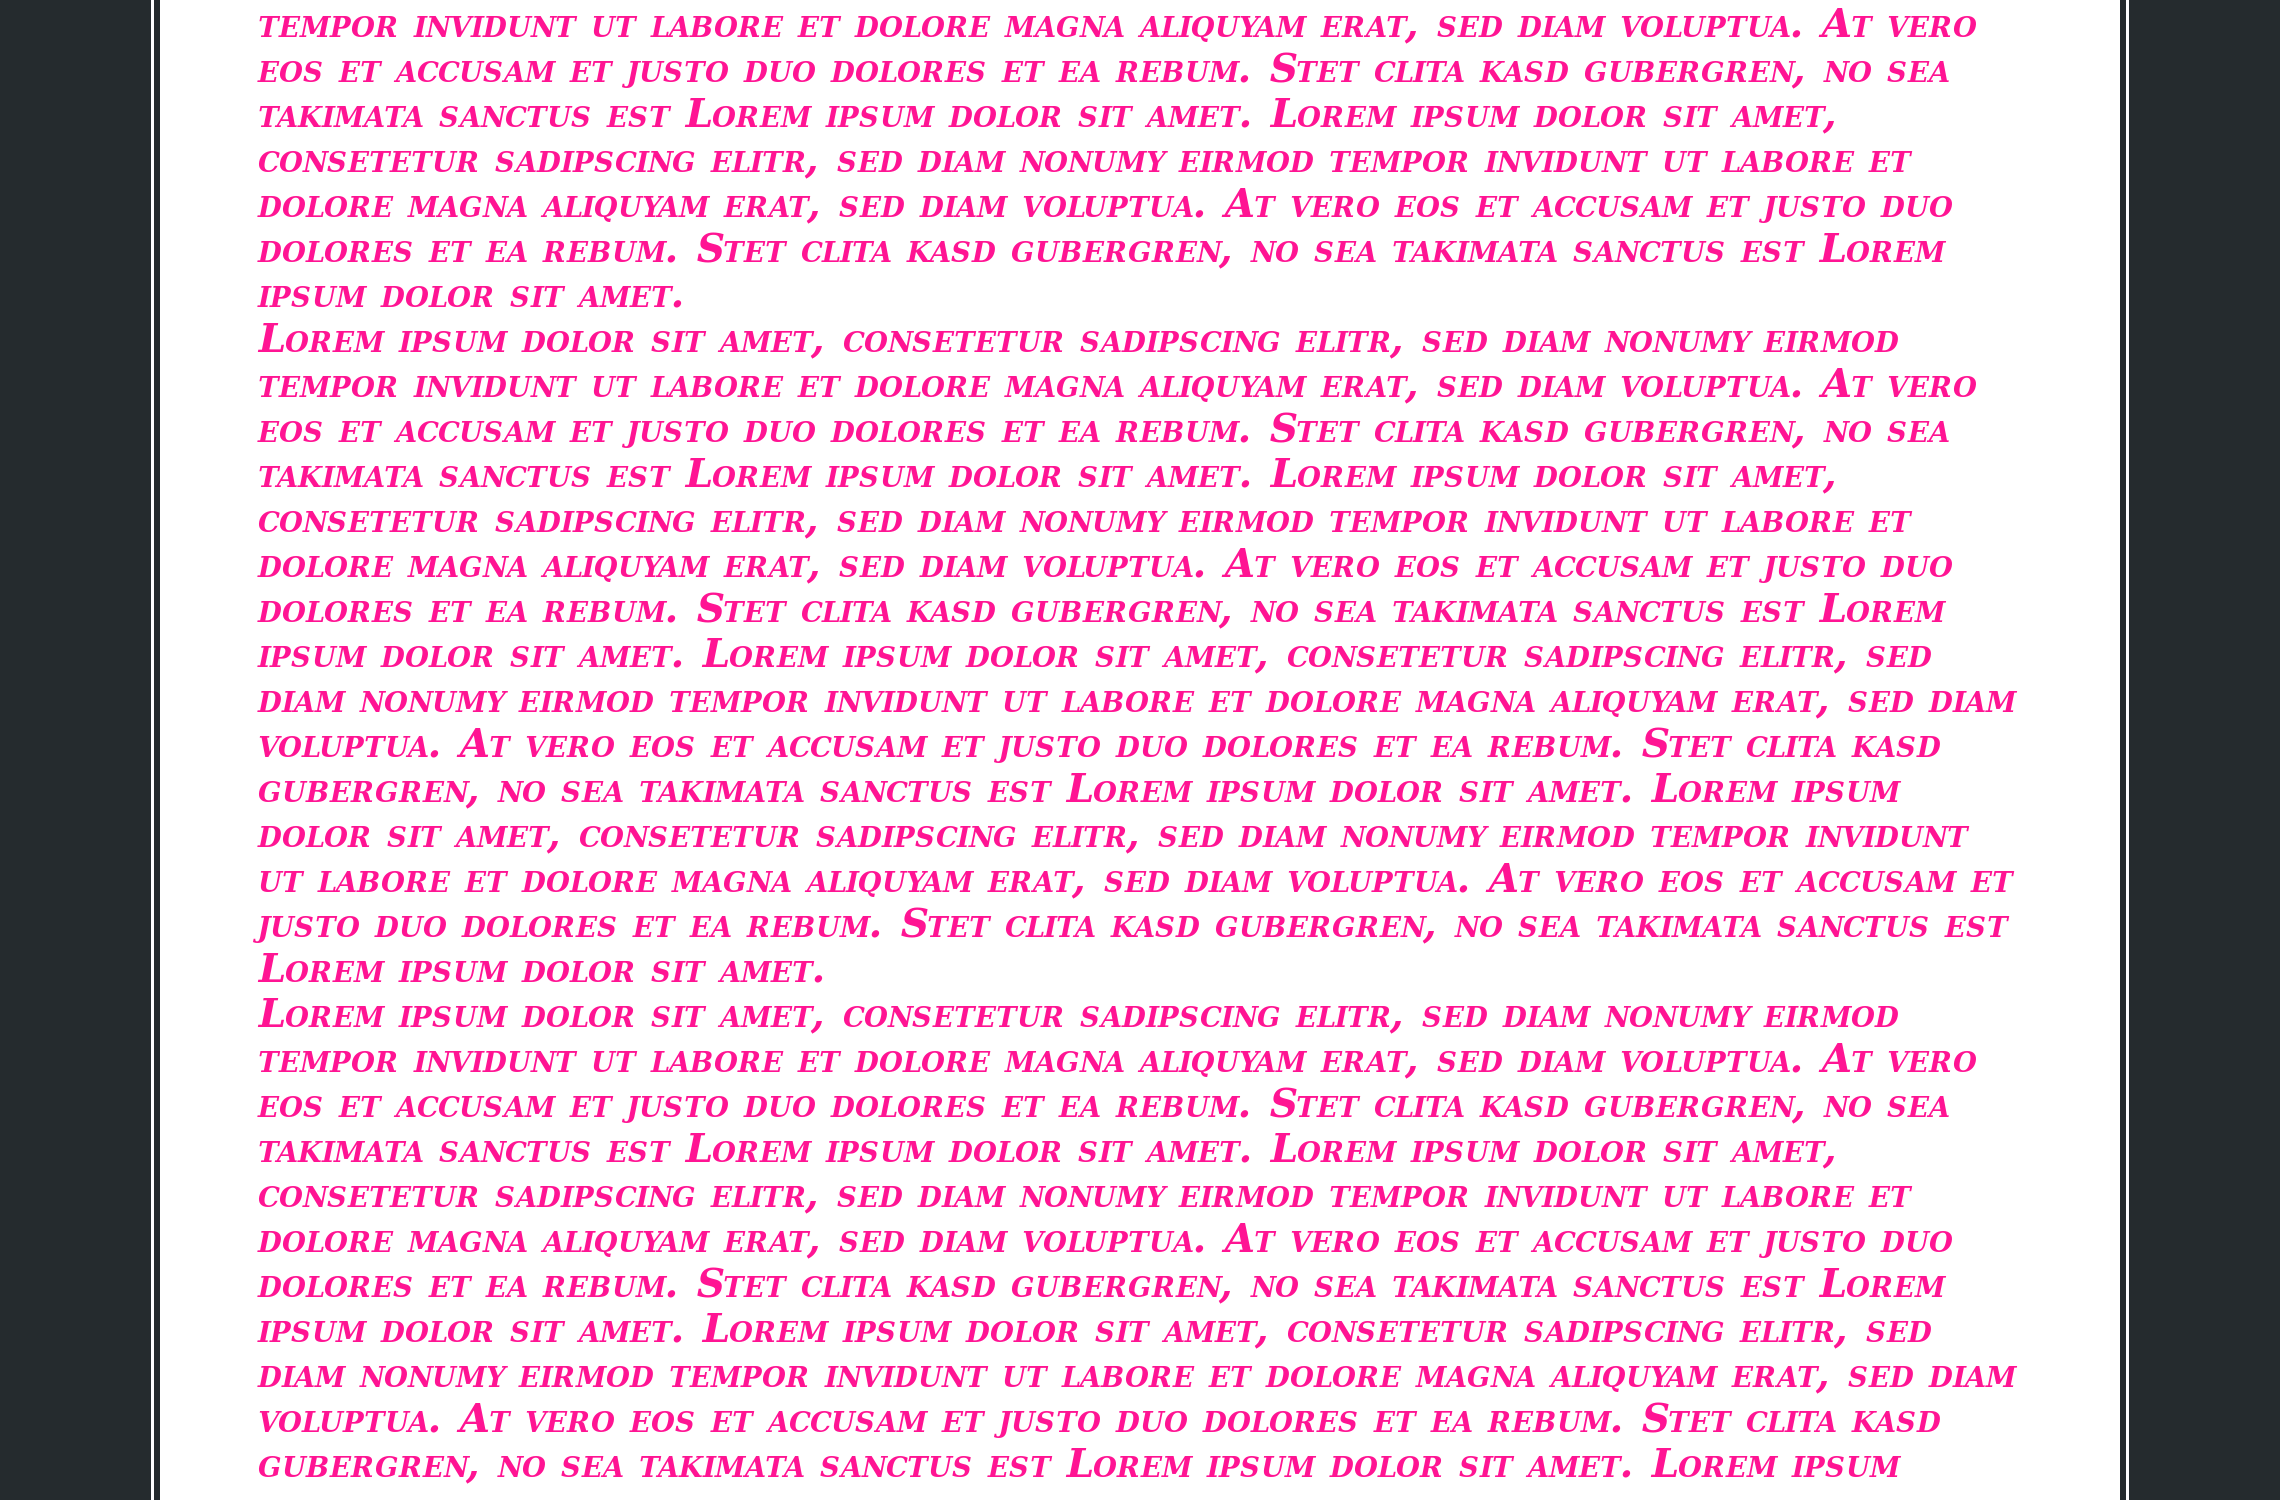 tempor invidunt ut labore et dolore magna aliquyam erat, sed diam voluptua. At vero
eos et accusam et justo duo dolores et ea rebum. Stet clita kasd gubergren, no sea
takimata sanctus est Lorem ipsum dolor sit amet. Lorem ipsum dolor sit amet,
consetetur sadipscing elitr, sed diam nonumy eirmod tempor invidunt ut labore et
dolore magna aliquyam erat, sed diam voluptua. At vero eos et accusam et justo duo
dolores et ea rebum. Stet clita kasd gubergren, no sea takimata sanctus est Lorem
ipsum dolor sit amet.
Lorem ipsum dolor sit amet, consetetur sadipscing elitr, sed diam nonumy eirmod
tempor invidunt ut labore et dolore magna aliquyam erat, sed diam voluptua. At vero
eos et accusam et justo duo dolores et ea rebum. Stet clita kasd gubergren, no sea
takimata sanctus est Lorem ipsum dolor sit amet. Lorem ipsum dolor sit amet,
consetetur sadipscing elitr, sed diam nonumy eirmod tempor invidunt ut labore et
dolore magna aliquyam erat, sed diam voluptua. At vero eos et accusam et justo duo
dolores et ea rebum. Stet clita kasd gubergren, no sea takimata sanctus est Lorem
ipsum dolor sit amet. Lorem ipsum dolor sit amet, consetetur sadipscing elitr, sed
diam nonumy eirmod tempor invidunt ut labore et dolore magna aliquyam erat, sed diam
voluptua. At vero eos et accusam et justo duo dolores et ea rebum. Stet clita kasd
gubergren, no sea takimata sanctus est Lorem ipsum dolor sit amet. Lorem ipsum
dolor sit amet, consetetur sadipscing elitr, sed diam nonumy eirmod tempor invidunt
ut labore et dolore magna aliquyam erat, sed diam voluptua. At vero eos et accusam et
justo duo dolores et ea rebum. Stet clita kasd gubergren, no sea takimata sanctus est
Lorem ipsum dolor sit amet.
Lorem ipsum dolor sit amet, consetetur sadipscing elitr, sed diam nonumy eirmod
tempor invidunt ut labore et dolore magna aliquyam erat, sed diam voluptua. At vero
eos et accusam et justo duo dolores et ea rebum. Stet clita kasd gubergren, no sea
takimata sanctus est Lorem ipsum dolor sit amet. Lorem ipsum dolor sit amet,
consetetur sadipscing elitr, sed diam nonumy eirmod tempor invidunt ut labore et
dolore magna aliquyam erat, sed diam voluptua. At vero eos et accusam et justo duo
dolores et ea rebum. Stet clita kasd gubergren, no sea takimata sanctus est Lorem
ipsum dolor sit amet. Lorem ipsum dolor sit amet, consetetur sadipscing elitr, sed
diam nonumy eirmod tempor invidunt ut labore et dolore magna aliquyam erat, sed diam
voluptua. At vero eos et accusam et justo duo dolores et ea rebum. Stet clita kasd
gubergren, no sea takimata sanctus est Lorem ipsum dolor sit amet. Lorem ipsum